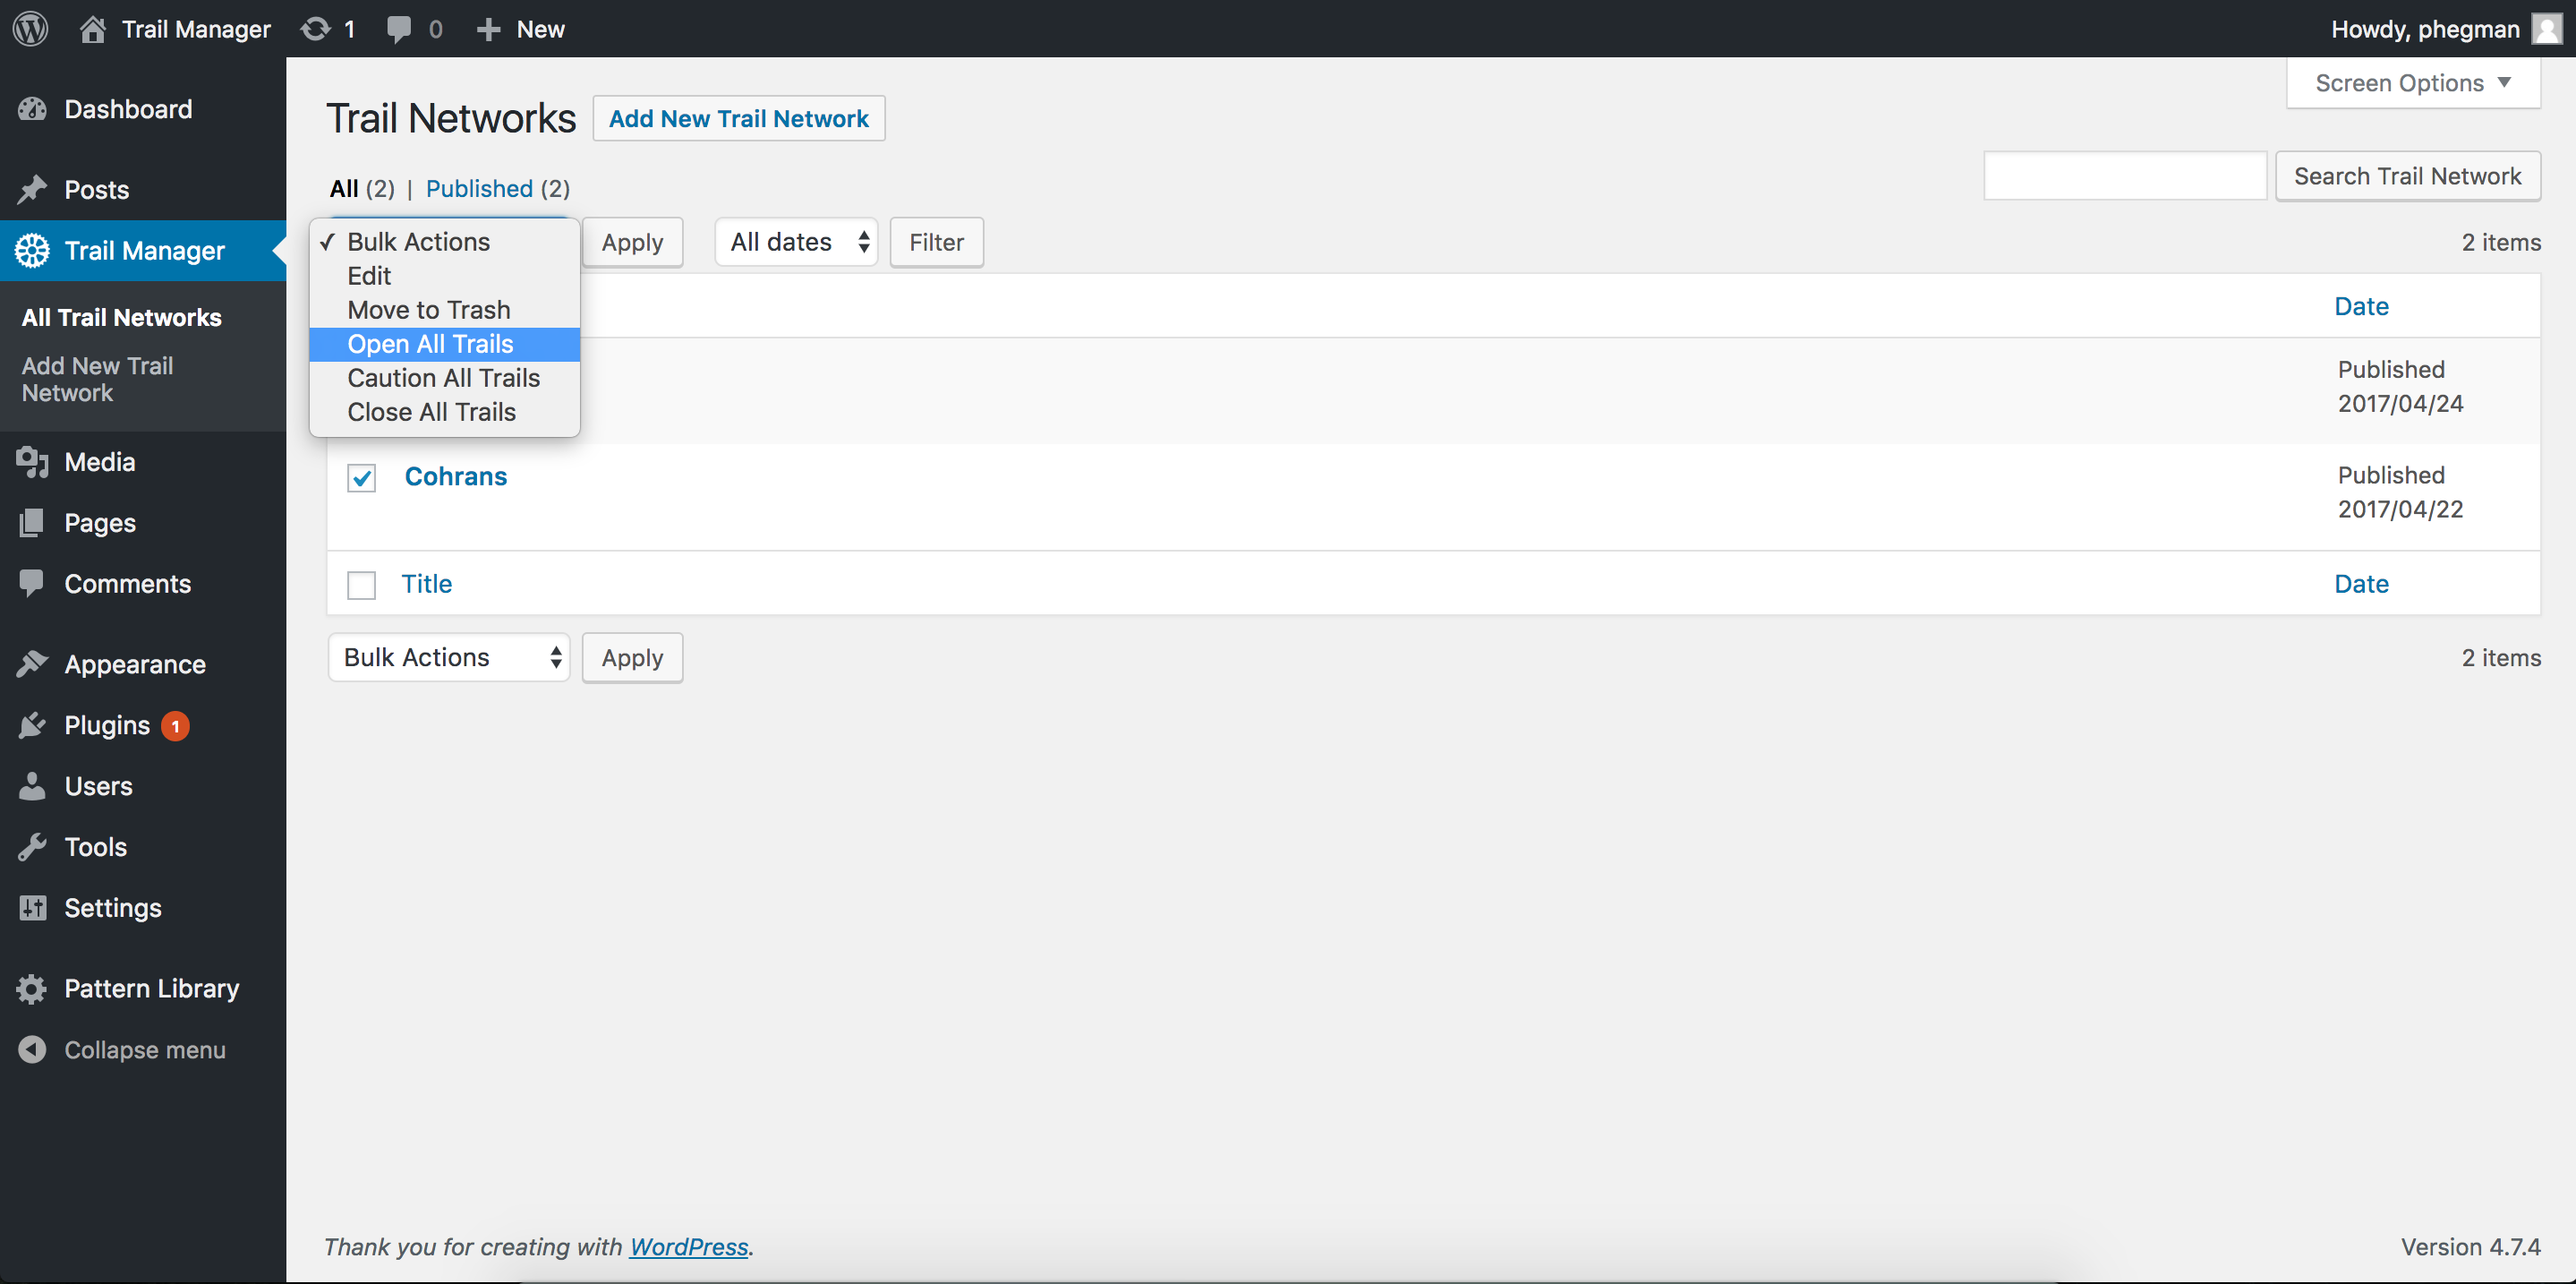 Trail Manager 1 0 New Howdy, phegman
Screen Options
Dashboard
Posts
Trail Manager
All Trail Networks
Add New Trail
Network
Media
Pages
Comments
Appearance
Plugins 1
Users
Tools
Settings
Pattern Library
Collapse menu
Trail Networks Add New Trail Network
All (2) | Published (2)
Search Trail Network
Bulk Actions
Edit
Move to Trash
Open All Trails
Caution All Trails
Close All Trails
Apply All dates Filter 2 items
Date
Published
2017/04/24
Cohrans Published
2017/04/22
Title Date
Bulk Actions Apply 2 items
Thank you for creating with WordPress. Version 4.7.4